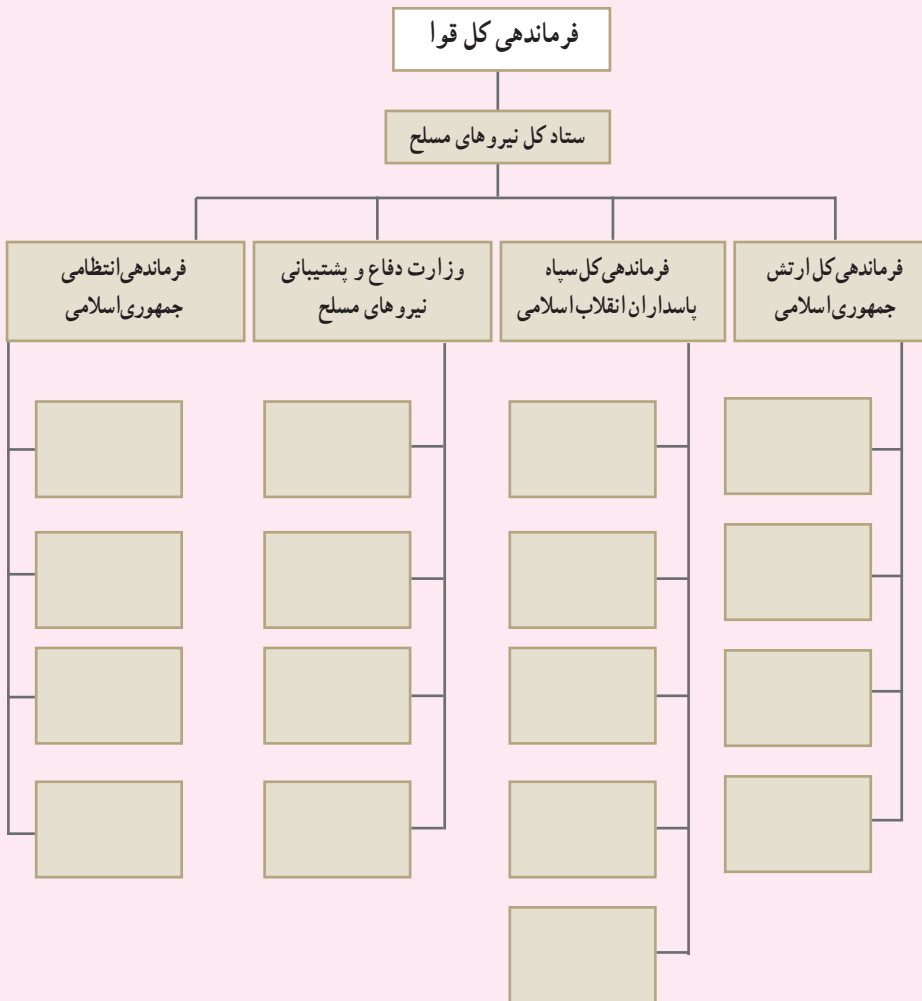 فرماندهی کل قوا
ستاد کل نیروهای مسلح
فرماندهی کل ارتش
جمهوری اسلامی
فرماندهی کل سپاه
پاسداران انقلاب اسلامی
وزارت دفاع و پشتیبانی
نیروهای مسلح
فرماندهی انتظامی
جمهوری اسلامی